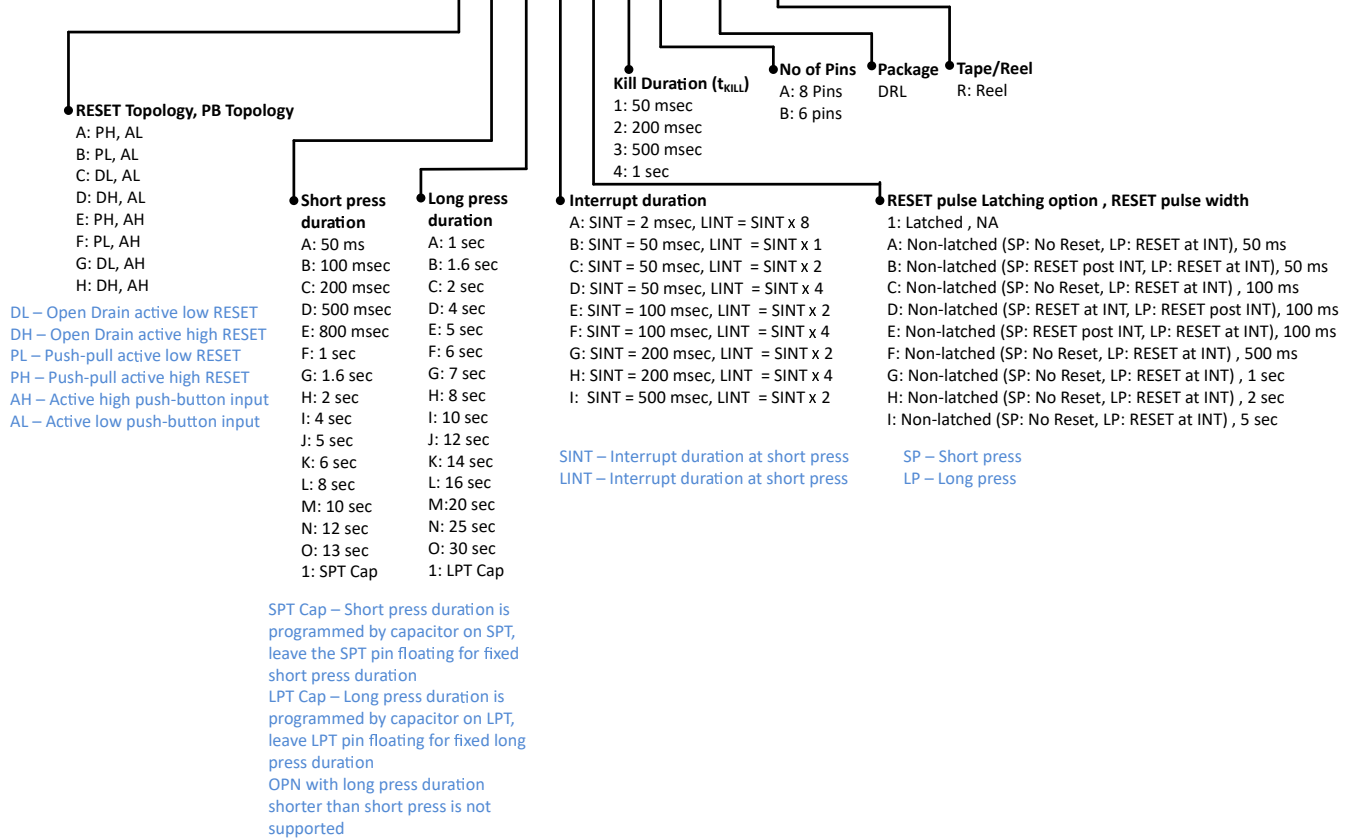 RESET Topology, PB Topology
A: PH, AL
B: PL, AL
C: DL, AL
D: DH, AL
E: PH, AH
F: PL, AH
G: DL, AH
H: DH, AH
DL – Open Drain active low RESET
DH – Open Drain active high RESET
PL – Push-pull active low RESET
PH – Push-pull active high RESET
AH – Active high push-button input
AL – Active low push-button input
Short press
duration
A: 50 ms
B: 100 msec
C: 200 msec
D: 500 msec
E: 800 msec
F: 1 sec
G: 1.6 sec
H: 2 sec
I: 4 sec
J: 5 sec
K: 6 sec
L: 8 sec
M: 10 sec
N: 12 sec
O: 13 sec
1: SPT Cap
Long press
duration
A: 1 sec
B: 1.6 sec
C: 2 sec
D: 4 sec
E: 5 sec
F: 6 sec
G: 7 sec
H: 8 sec
I: 10 sec
J: 12 sec
K: 14 sec
L: 16 sec
M:20 sec
N: 25 sec
O: 30 sec
1: LPT Cap
SPT Cap – Short press duration is
programmed by capacitor on SPT,
leave the SPT pin floating for fixed
short press duration
LPT Cap – Long press duration is
programmed by capacitor on LPT,
leave LPT pin floating for fixed long
press duration
OPN with long press duration
shorter than short press is not
supported
Kill Duration (tKILL)
1: 50 msec
2: 200 msec
3: 500 msec
4: 1 sec
No of Pins
A: 8 Pins
B: 6 pins
Package
DRL
Tape/Reel
R: Reel
Interrupt duration
A: SINT = 2 msec, LINT = SINT x 8
B: SINT = 50 msec, LINT = SINT x 1
C: SINT = 50 msec, LINT = SINT x 2
D: SINT = 50 msec, LINT = SINT x 4
E: SINT = 100 msec, LINT = SINT x 2
F: SINT = 100 msec, LINT = SINT x 4
G: SINT = 200 msec, LINT = SINT x 2
H: SINT = 200 msec, LINT = SINT x 4
I: SINT = 500 msec, LINT = SINT x 2
SINT – Interrupt duration at short press
LINT – Interrupt duration at short press
RESET pulse Latching option , RESET pulse width
1: Latched , NA
A: Non-latched (SP: No Reset, LP: RESET at INT), 50 ms
B: Non-latched (SP: RESET post INT, LP: RESET at INT), 50 ms
C: Non-latched (SP: No Reset, LP: RESET at INT) , 100 ms
D: Non-latched (SP: RESET at INT, LP: RESET post INT), 100 ms
E: Non-latched (SP: RESET post INT, LP: RESET at INT), 100 ms
F: Non-latched (SP: No Reset, LP: RESET at INT) , 500 ms
G: Non-latched (SP: No Reset, LP: RESET at INT) , 1 sec
H: Non-latched (SP: No Reset, LP: RESET at INT) , 2 sec
I: Non-latched (SP: No Reset, LP: RESET at INT) , 5 sec
SP – Short press
LP – Long press